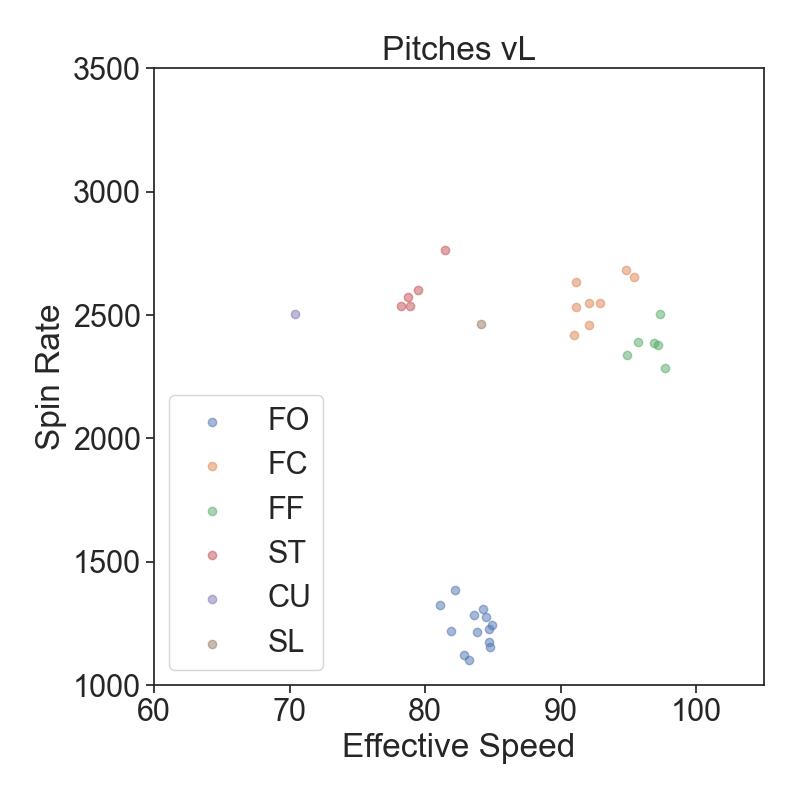 Pitches vL
3500
3000
2500
2000
1500
1000
Spin Rate
FO
FC
FF
ST
CU
SL
60 70 80 90 100
Effective Speed